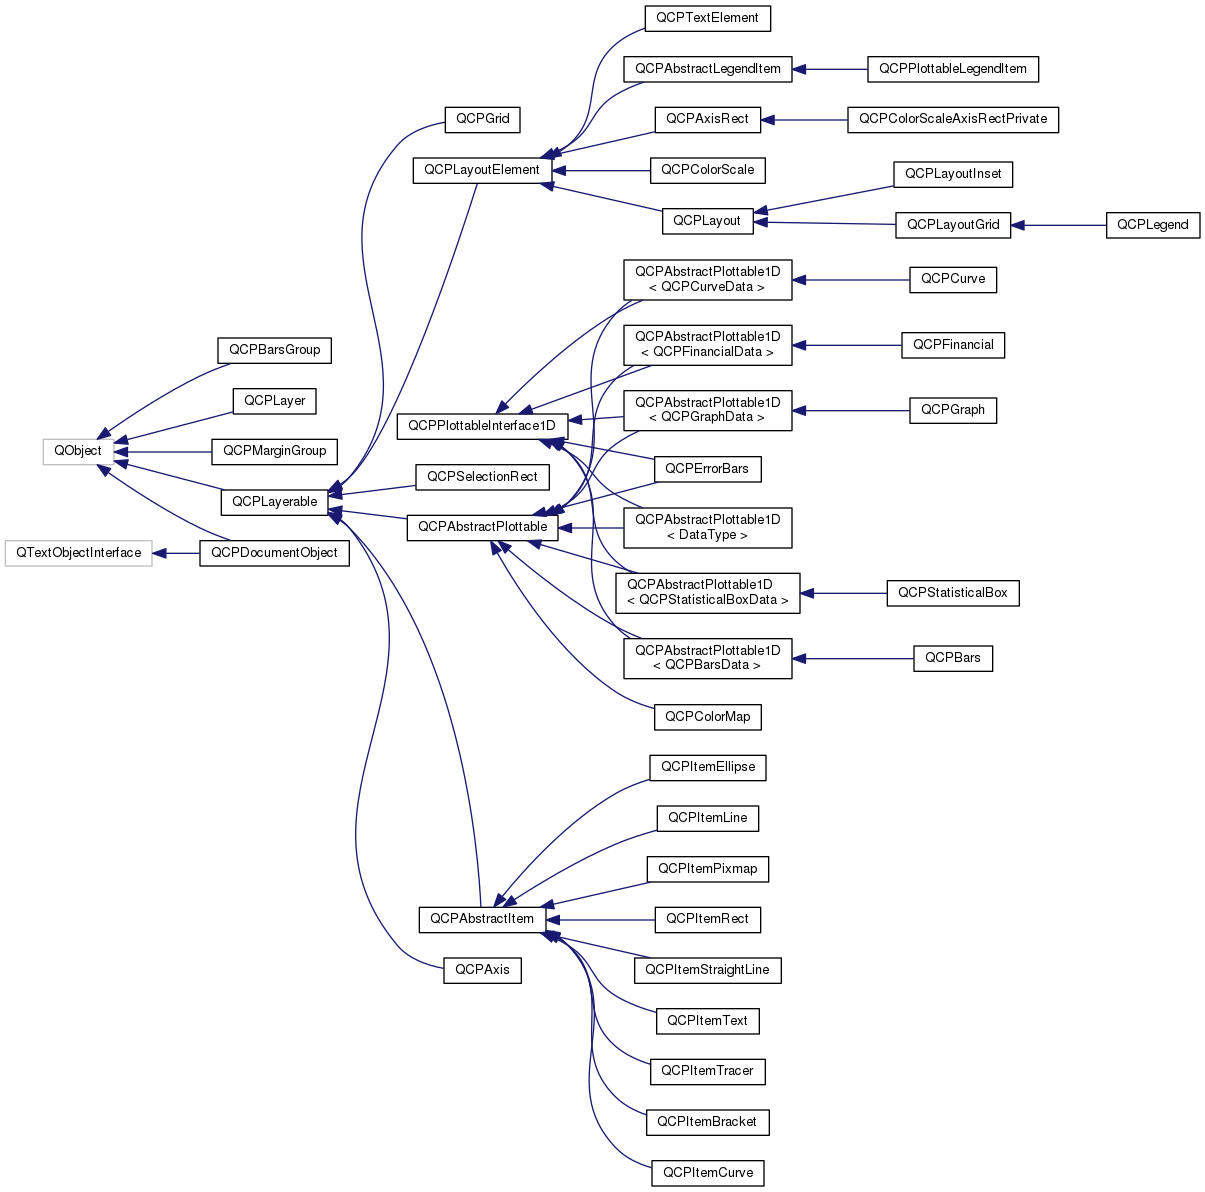 QCPTextElement
QCPAbstractLegendItem
QCPPlottableLegendItem
QCPGrid
QCPAxisRect
QCPColorScaleAxisRectPrivate
QCPLayoutElement
QCPColorScale
QCPLayoutInset
QCPLayout
QCPLayoutGrid
QCPLegend
QCPAbstractPlottable1D
< QCPCurveData >
QCPCurve
QCPAbstractPlottable1D
< QCPFinancialData >
QCPFinancial
QCPBarsGroup
QCPLayer
QCPAbstractPlottable1D
< QCPGraphData >
QCPGraph
QCPPlottableInterface1D
QObject
QCPMarginGroup
QCPErrorBars
QCPSelectionRect
QCPLayerable
QCPAbstractPlottable
QCPAbstractPlottable1D
< DataType >
QTextObjectInterface
QCPDocumentObject
QCPAbstractPlottable1D
< QCPStatisticalBoxData >
QCPStatisticalBox
QCPAbstractPlottable1D
< QCPBarsData >
QCPBars
QCPColorMap
QCPItemEllipse
QCPItemLine
QCPItemPixmap
QCPAbstractItem
QCPItemRect
QCPAxis
QCPItemStraightLine
QCPItemText
QCPItemTracer
QCPItemBracket
QCPItemCurve